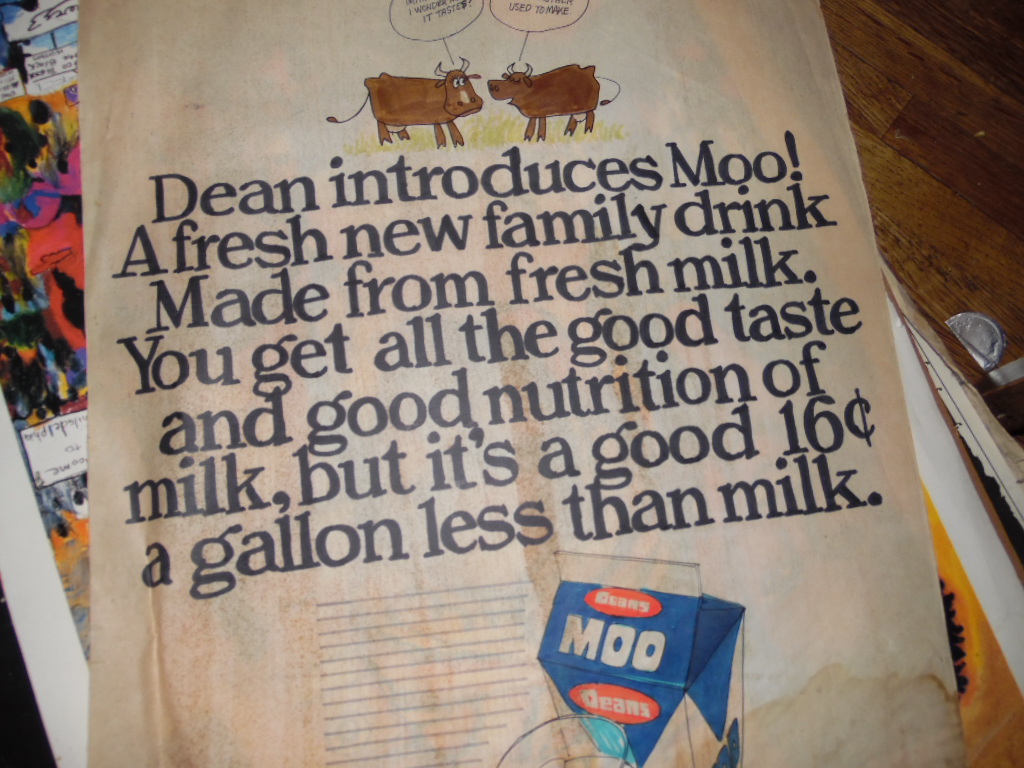 I WONDER
IT TASTES?
USED TO MAKE.
Dean introduces Moo!
A fresh new family drink
Made from fresh milk.
You get all the good taste
and good nutrition of
milk, but it's a good 16¢
a gallon less than milk.
Deans
MOO
Deans